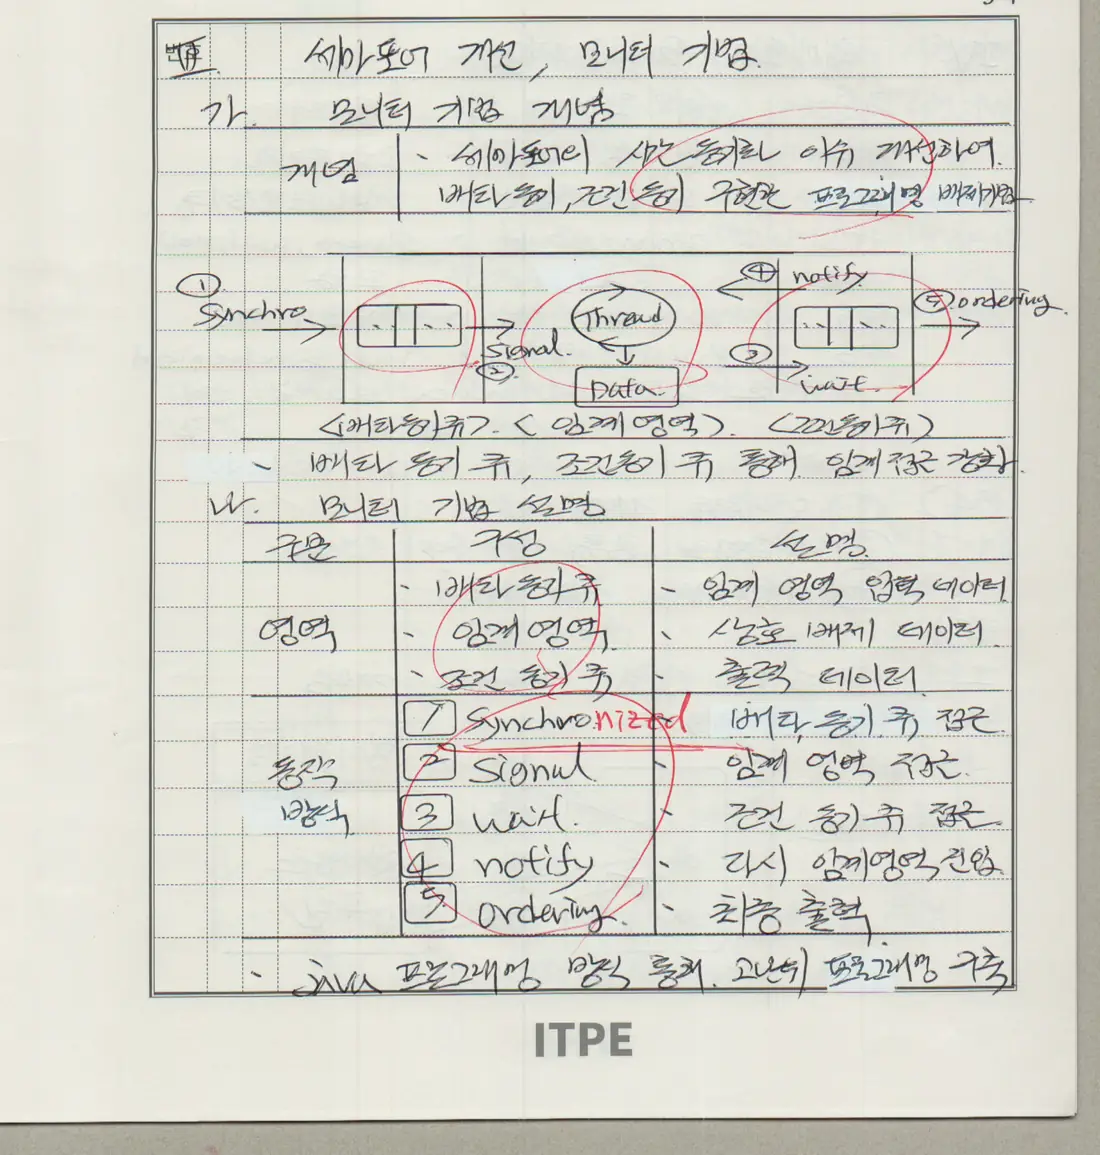 세마포어 개선, 모니터 기법.
가. 모니터 기법 개념
개념 - 세마포어의 시그널 동기화 이슈 개선하여.
배타동기, 조건동기 구현한 프로그래밍 배제기법
① Synchro
signal. ②
Thread
Data.
④ notify
③ wait.
⑤ ordering.
<배타동기 큐>. <임계 영역>. <조건동기 큐>
- 배타 동기 큐, 조건동기 큐 통해. 임계 접근
나. 모니터 기법 설명
구분 구성 설명.
영역
- 배타 동기 큐 - 임계 영역 입력 데이터
- 임계 영역. - 상호 배제 데이터
- 조건 동기 큐 - 출력 데이터.
동작 방식.
1 Synchronized 배타, 동기 큐 접근
2 signal - 임계 영역 접근.
3 wait. - 조건 동기 큐 접근.
4 notify - 다시 임계영역 진입.
5 ordering. - 최종 출력.
- java 프로그래밍 방식 통해. 고난위 프로그래밍 구축
ITPE